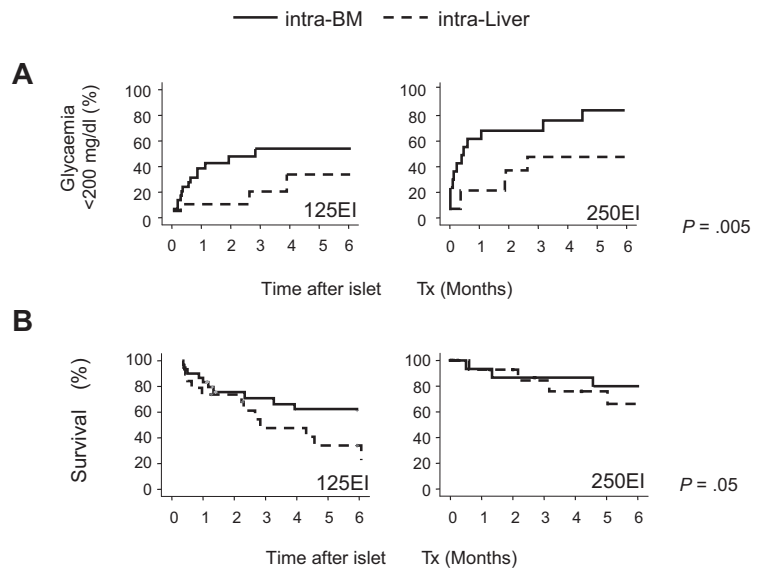 intra-BM intra-Liver
A
Glycaemia
<200 mg/dl (%)
100
80
60
40
20
0
125EI
0 1 2 3 4 5 6
100
80
60
40
20
0
250EI
0 1 2 3 4 5 6
P = .005
Time after islet Tx (Months)
B
Survival (%)
100
80
60
40
20
0
125EI
0 1 2 3 4 5 6
100
80
60
40
20
0
250EI
0 1 2 3 4 5 6
P = .05
Time after islet Tx (Months)